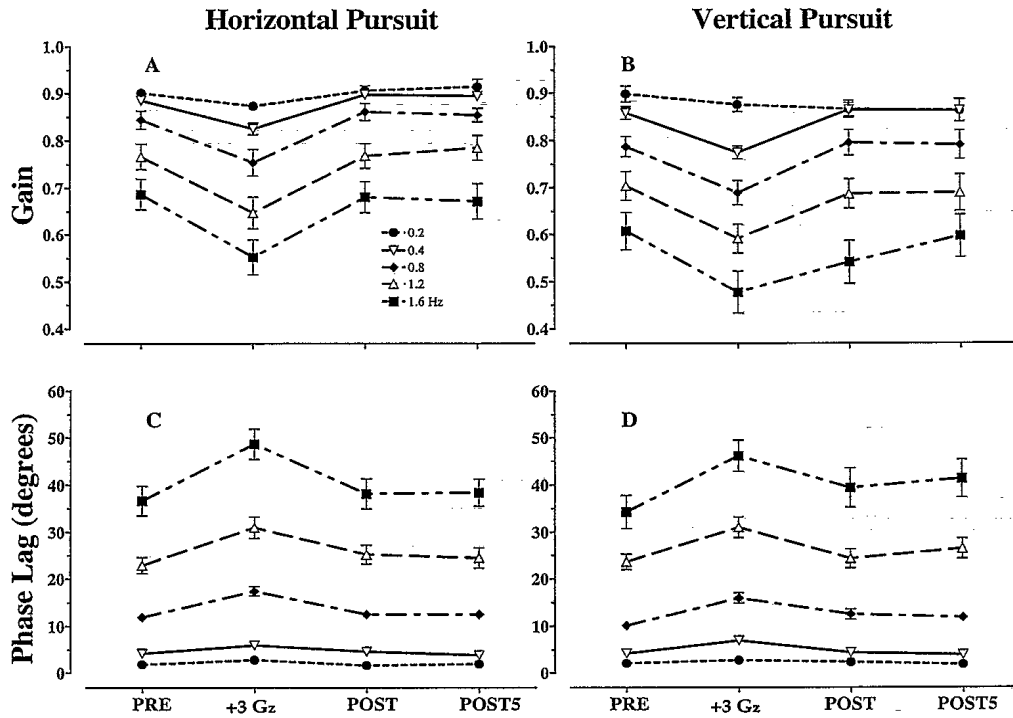 Horizontal Pursuit
Vertical Pursuit
A
B
1.0
0.9
0.8
0.7
0.6
0.5
0.4
Gain
0.2
0.4
0.8
1.2
1.6 Hz
1.0
0.9
0.8
0.7
0.6
0.5
0.4
C
D
60
50
40
30
20
10
0
Phase Lag (degrees)
60
50
40
30
20
10
0
PRE +3 Gz POST POST5
PRE +3 Gz POST POST5